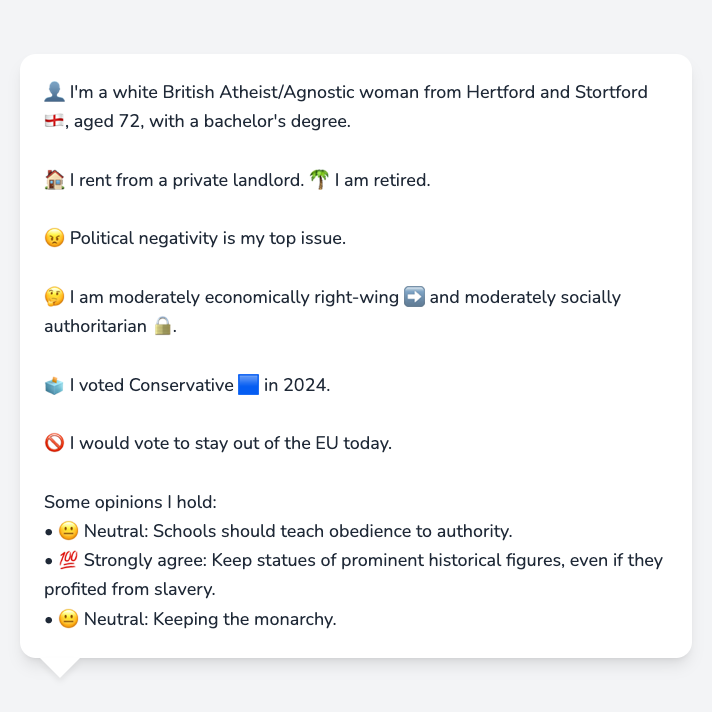 👤 I'm a white British Atheist/Agnostic woman from Hertford and Stortford
🏴󠁧󠁢󠁥󠁮󠁧󠁿, aged 72, with a bachelor's degree.
🏠 I rent from a private landlord. 🌴 I am retired.
😠 Political negativity is my top issue.
🤔 I am moderately economically right-wing ➡️ and moderately socially
authoritarian 🔒.
🗳️ I voted Conservative 🟦 in 2024.
🚫 I would vote to stay out of the EU today.
Some opinions I hold:
• 😐 Neutral: Schools should teach obedience to authority.
• 💯 Strongly agree: Keep statues of prominent historical figures, even if they
profited from slavery.
• 😐 Neutral: Keeping the monarchy.